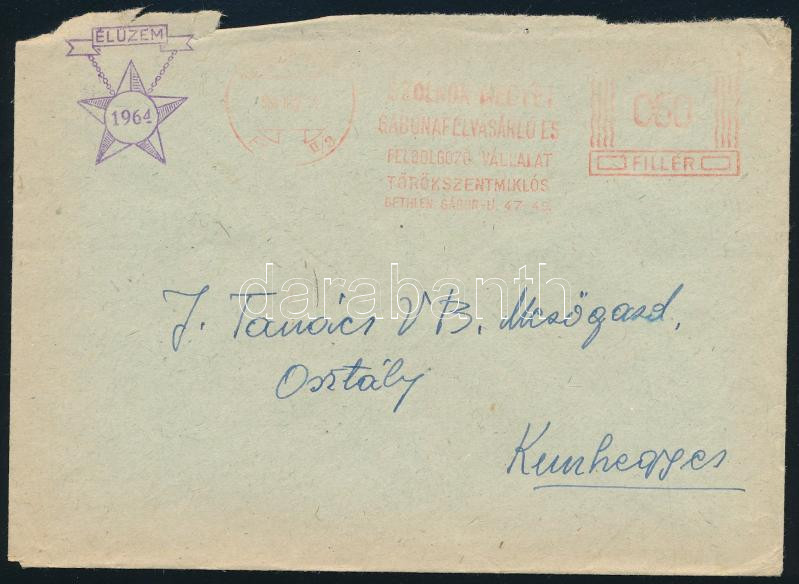 ÉLÜZEM
1964
SZOLNOK MEGYEI
GABONAFELVÁSÁRLÓ ÉS
FELDOLGOZÓ VÁLLALAT
TÖRÖKSZENTMIKLÓS
BETHLEN GÁBOR-U. 47-49.
060
FILLÉR
darabanth
J. Tanács VB. Mezőgazd.
Osztály
Kunhegyes